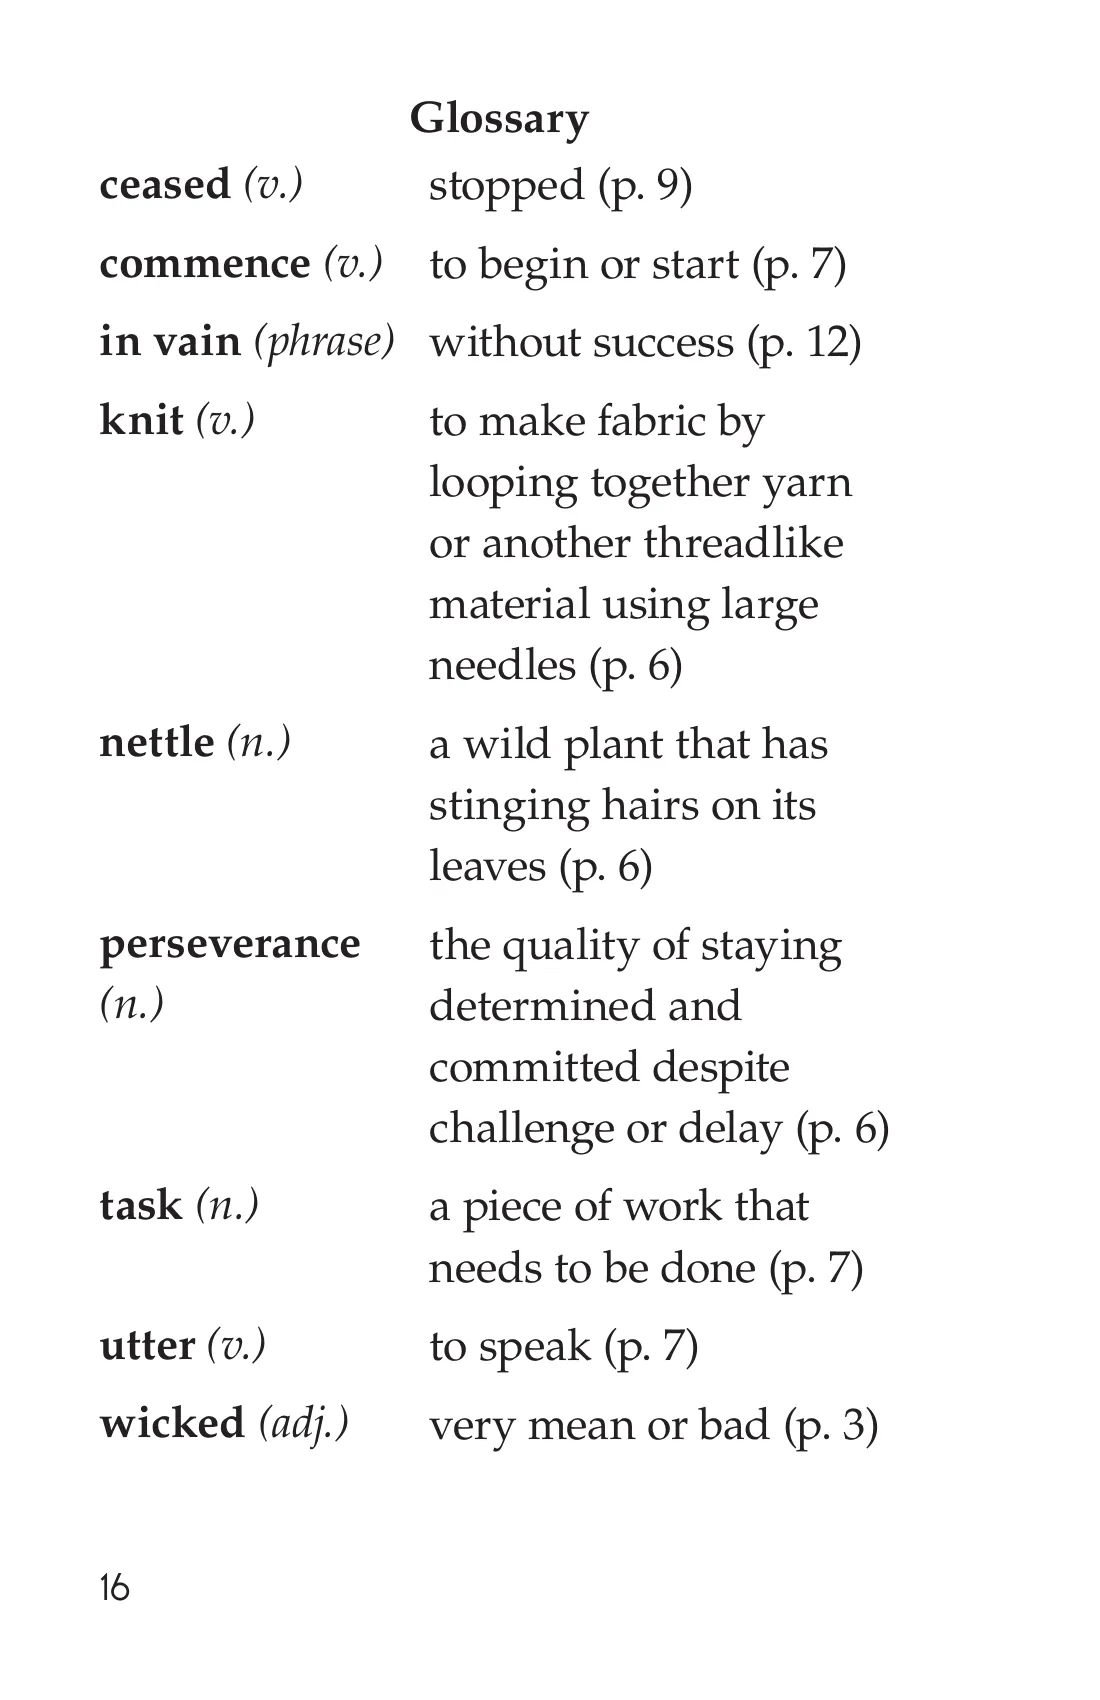 Glossary
ceased (v.) stopped (p. 9)
commence (v.) to begin or start (p. 7)
in vain (phrase) without success (p. 12)
knit (v.) to make fabric by
looping together yarn
or another threadlike
material using large
needles (p. 6)
nettle (n.) a wild plant that has
stinging hairs on its
leaves (p. 6)
perseverance the quality of staying
(n.) determined and
committed despite
challenge or delay (p. 6)
task (n.) a piece of work that
needs to be done (p. 7)
utter (v.) to speak (p. 7)
wicked (adj.) very mean or bad (p. 3)
16